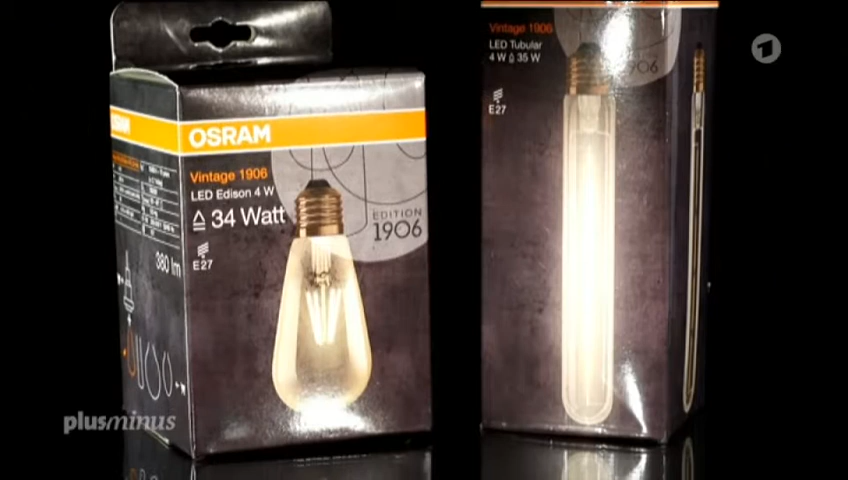 OSRAM
Vintage 1906
LED Edison 4 W
≙ 34 Watt
E27
EDITION
1906
380 lm
Vintage 1906
LED Tubular
4 W ≙ 35 W
E27
1906
1
plusminus